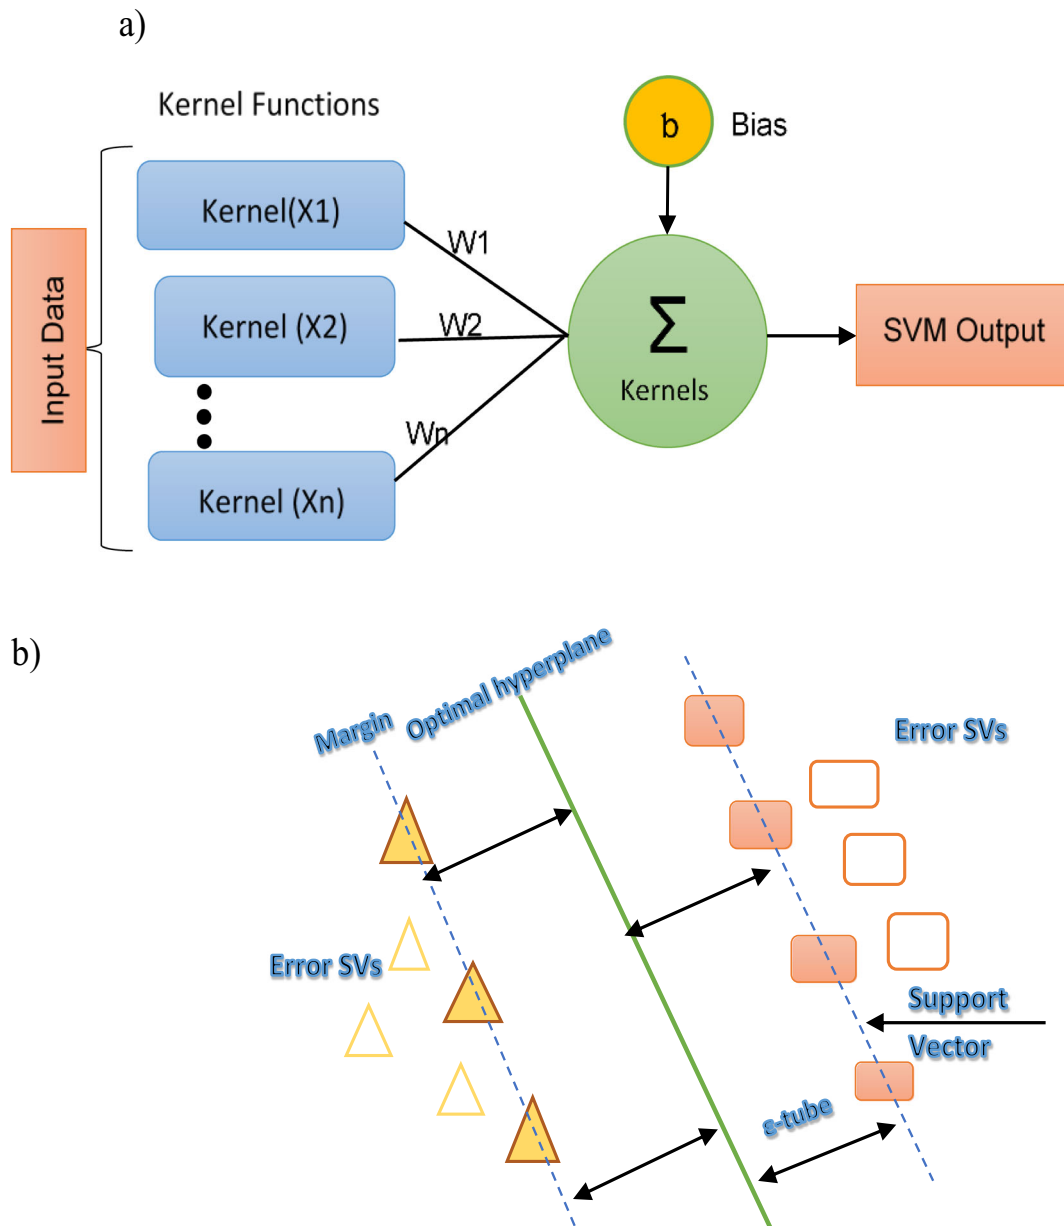 a)
Kernel Functions
b
Bias
Input Data
Kernel(X1)
W1
Kernel (X2)
W2
Σ
Kernels
SVM Output
Wn
Kernel (Xn)
b)
Margin
Optimal hyperplane
Error SVs
Error SVs
Support
Vector
ε-tube